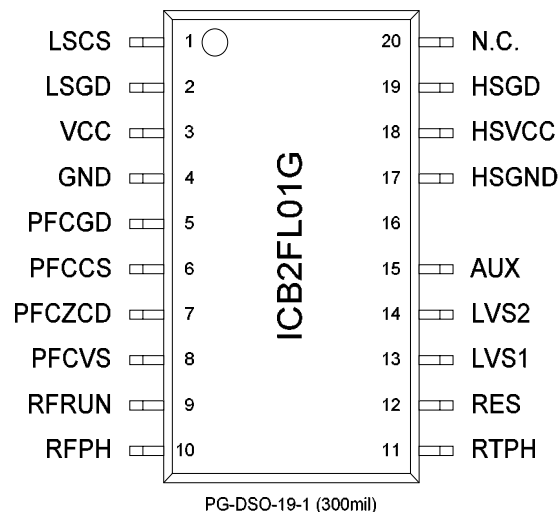 LSCS 1 20 N.C.
LSGD 2 19 HSGD
VCC 3 18 HSVCC
GND 4 17 HSGND
PFCGD 5 16
PFCCS 6 15 AUX
PFCZCD 7 14 LVS2
PFCVS 8 13 LVS1
RFRUN 9 12 RES
RFPH 10 11 RTPH
ICB2FL01G
PG-DSO-19-1 (300mil)